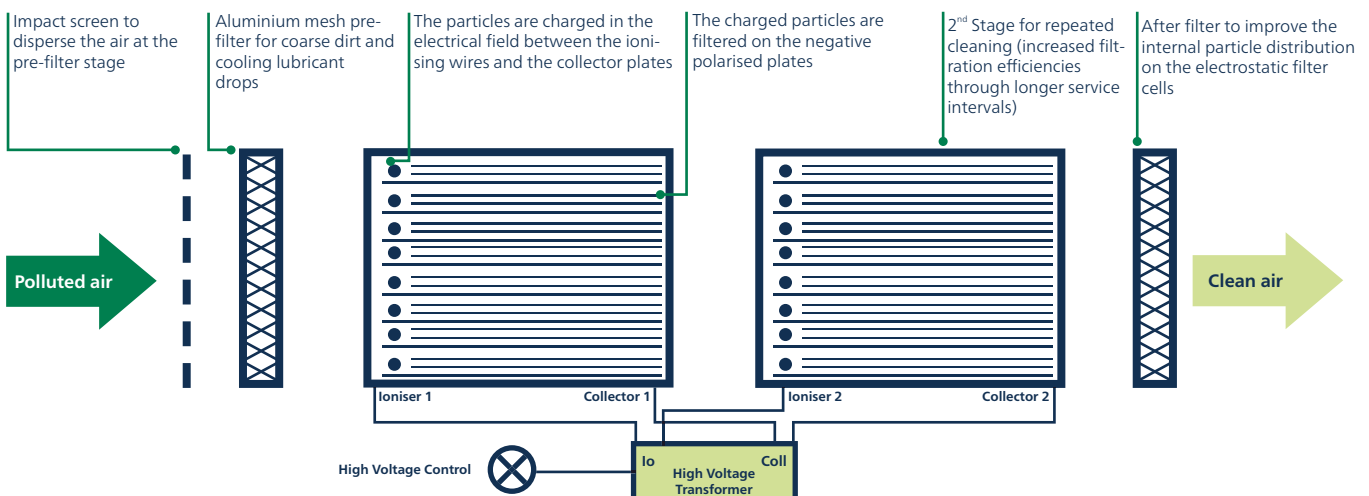 Impact screen to
disperse the air at the
pre-filter stage
Aluminium mesh pre-
filter for coarse dirt and
cooling lubricant
drops
The particles are charged in the
electrical field between the ioni-
sing wires and the collector plates
The charged particles are
filtered on the negative
polarised plates
2nd Stage for repeated
cleaning (increased filt-
ration efficiencies
through longer service
intervals)
After filter to improve the
internal particle distribution
on the electrostatic filter
cells
Polluted air
Clean air
Ioniser 1
Collector 1
Ioniser 2
Collector 2
High Voltage Control
Io
Coll
High Voltage
Transformer